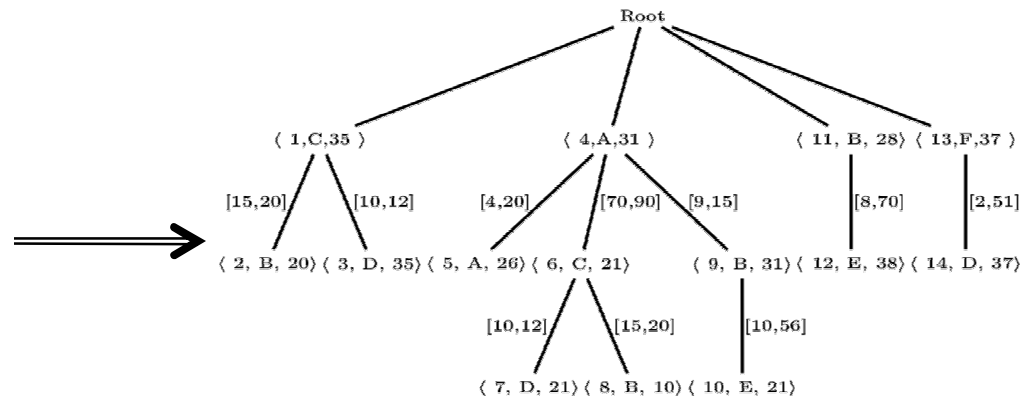 Root
⟨ 1,C,35 ⟩ ⟨ 4,A,31 ⟩ ⟨ 11, B, 28⟩ ⟨ 13,F,37 ⟩
[15,20] [10,12] [4,20] [70,90] [9,15] [8,70] [2,51]
⟨ 2, B, 20⟩ ⟨ 3, D, 35⟩ ⟨ 5, A, 26⟩ ⟨ 6, C, 21⟩ ⟨ 9, B, 31⟩ ⟨ 12, E, 38⟩ ⟨ 14, D, 37⟩
[10,12] [15,20] [10,56]
⟨ 7, D, 21⟩ ⟨ 8, B, 10⟩ ⟨ 10, E, 21⟩